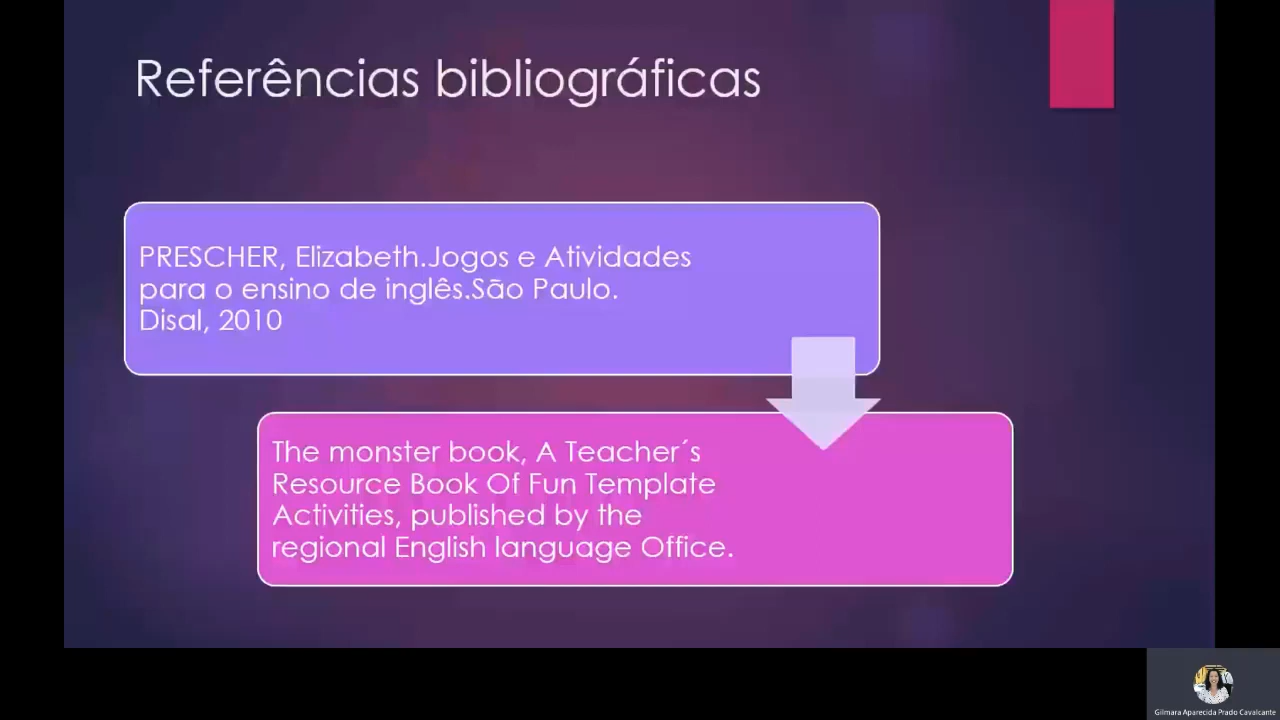 Referências bibliográficas
PRESCHER, Elizabeth.Jogos e Atividades
para o ensino de inglês.São Paulo.
Disal, 2010
The monster book, A Teacher´s
Resource Book Of Fun Template
Activities, published by the
regional English language Office.
Gilmara Aparecida Prado Cavalcante